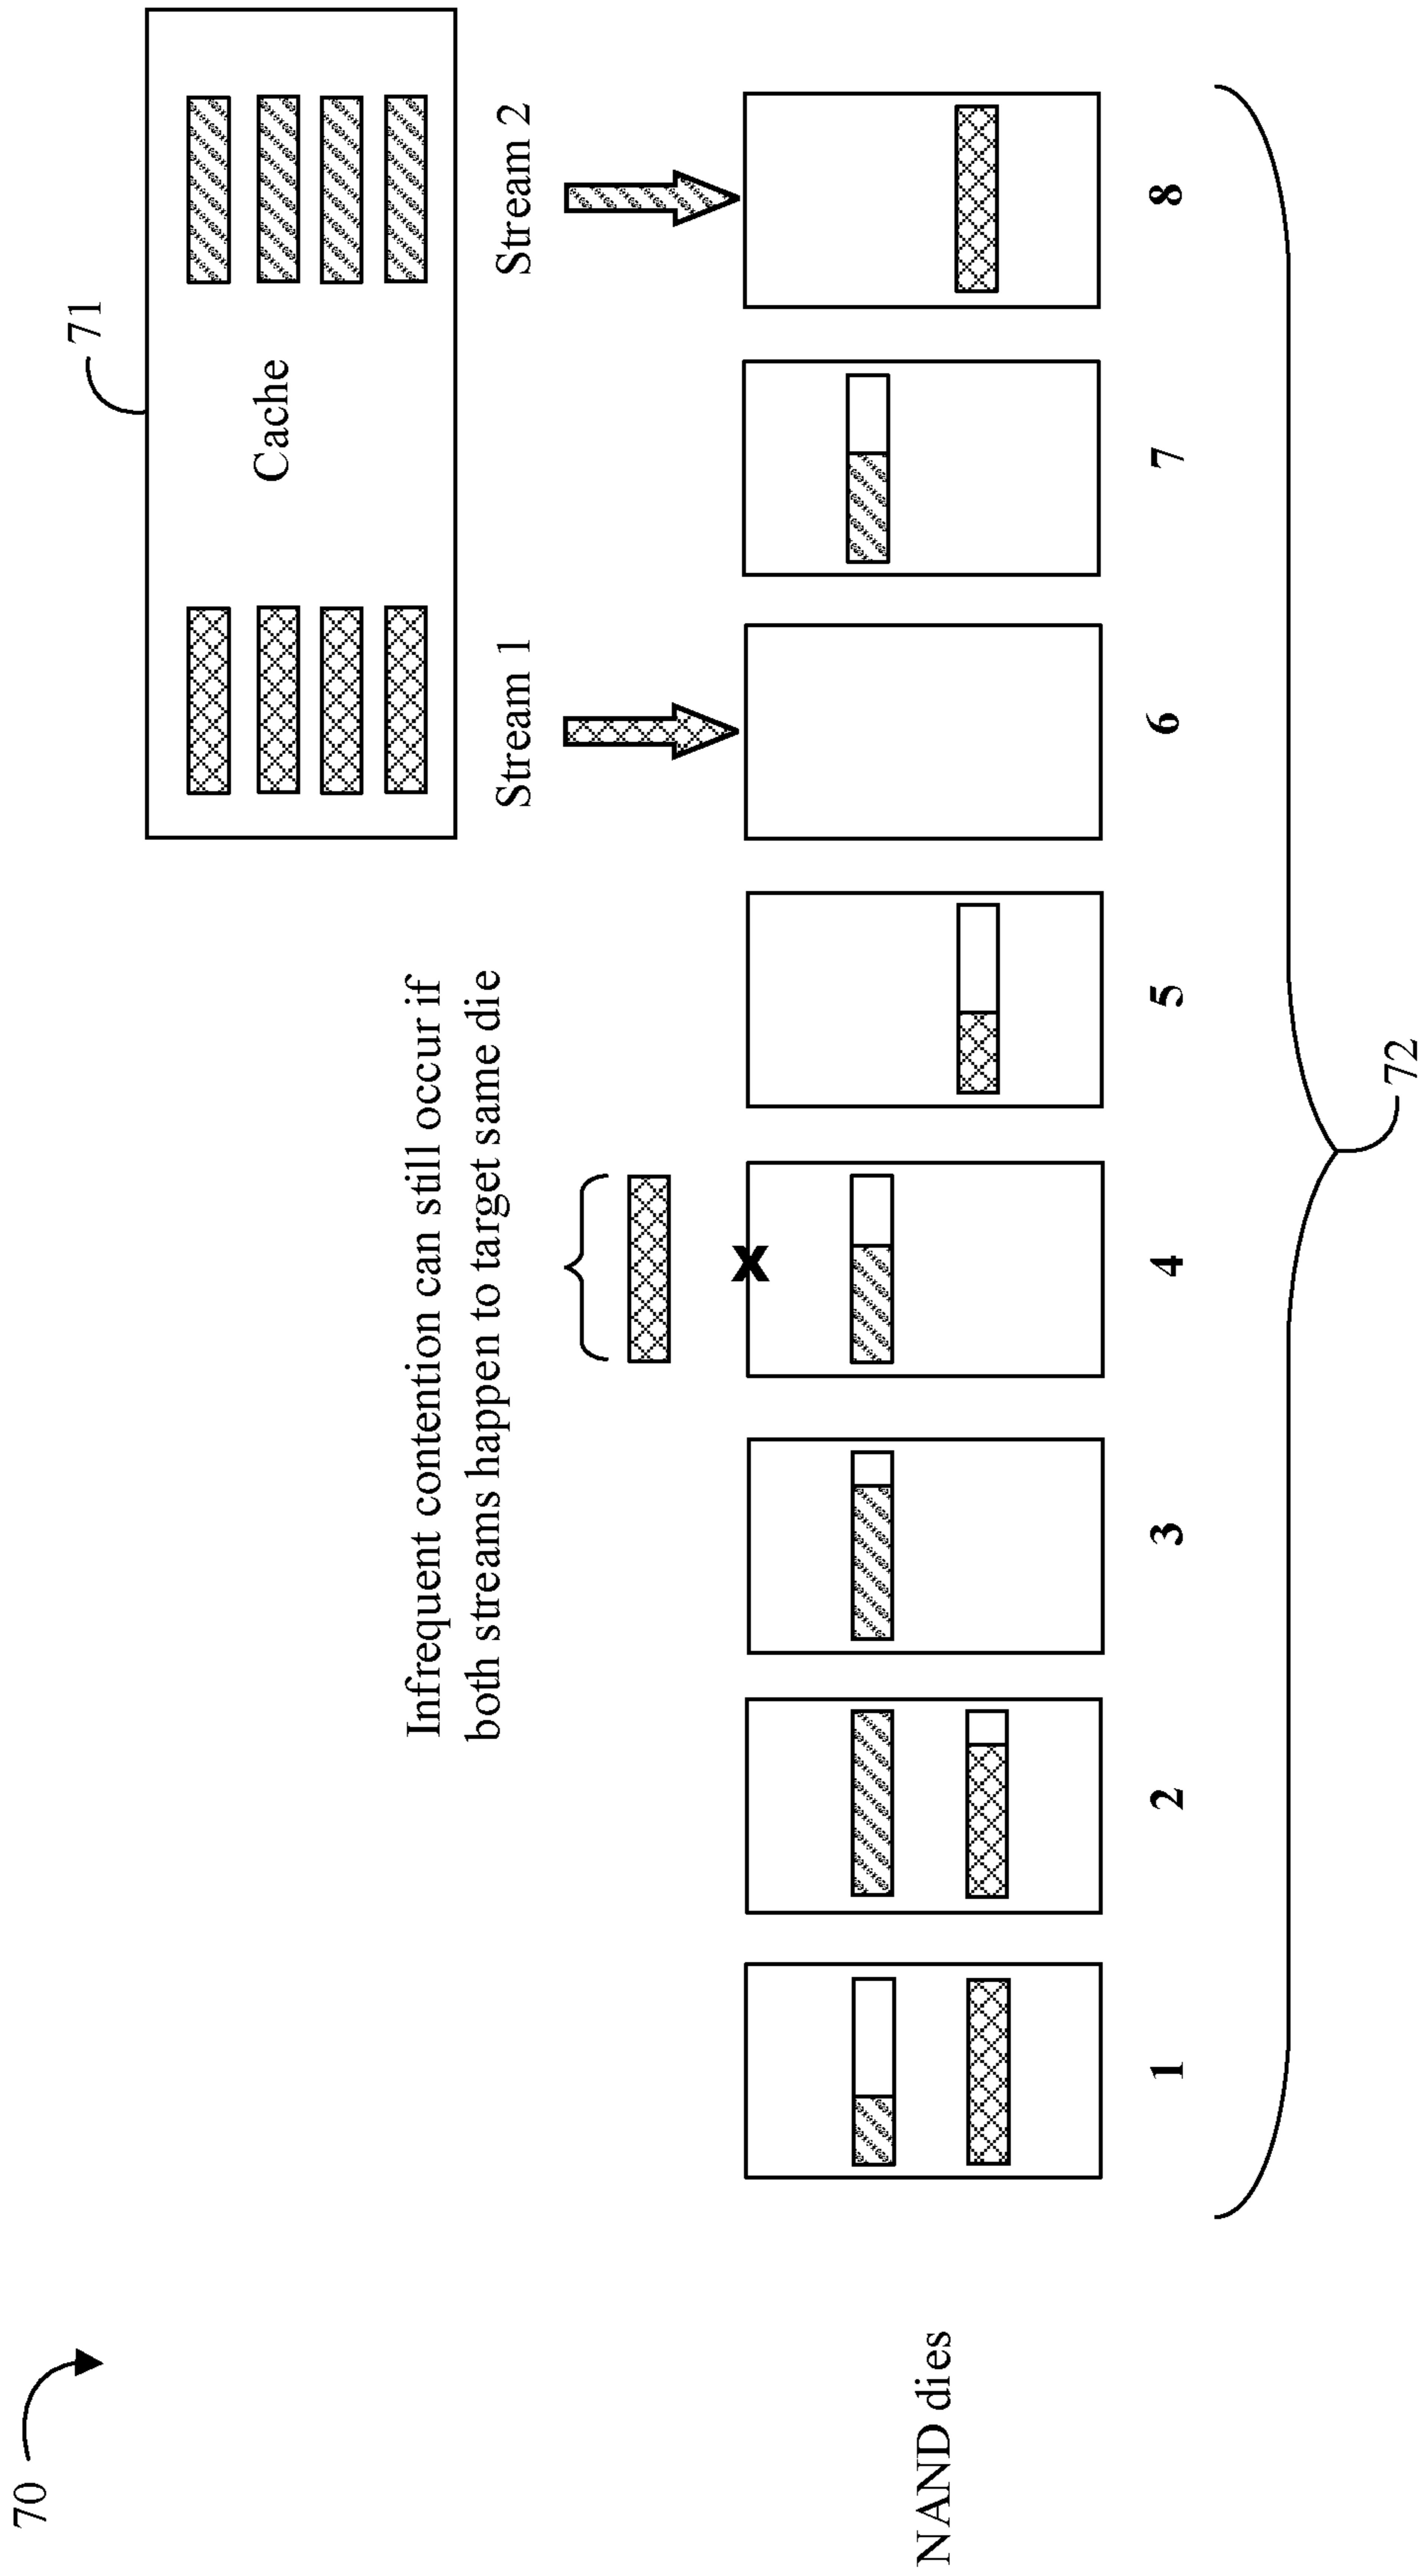 70
71
Cache
Infrequent contention can still occur if
both streams happen to target same die
Stream 1
Stream 2
X
NAND dies
1
2
3
4
5
6
7
8
72